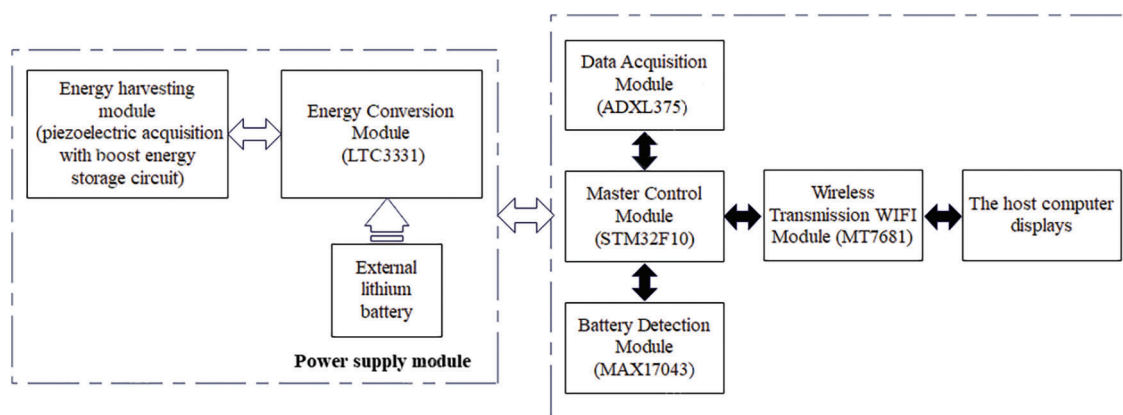 Energy harvesting
module
(piezoelectric acquisition
with boost energy
storage circuit)
Energy Conversion
Module
(LTC3331)
External
lithium
battery
Power supply module
Data Acquisition
Module
(ADXL375)
Master Control
Module
(STM32F10)
Battery Detection
Module
(MAX17043)
Wireless
Transmission WIFI
Module (MT7681)
The host computer
displays